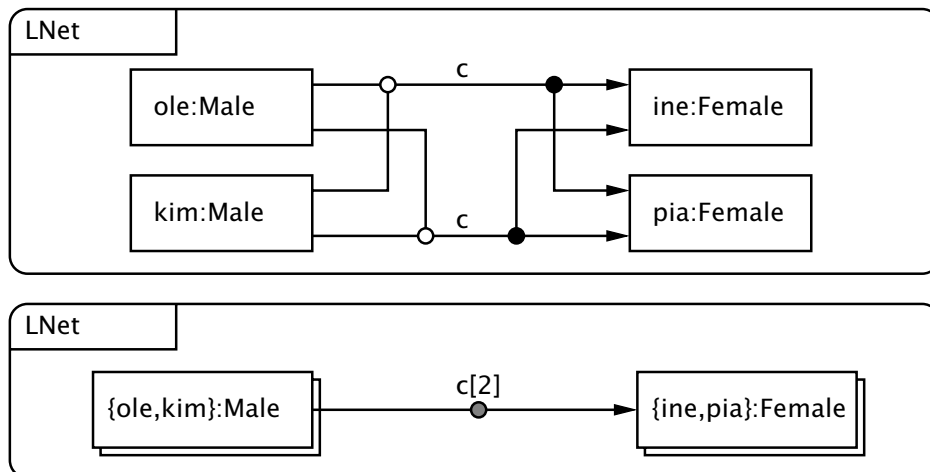 LNet
c
ole:Male
ine:Female
kim:Male
pia:Female
c
LNet
c[2]
{ole,kim}:Male
{ine,pia}:Female